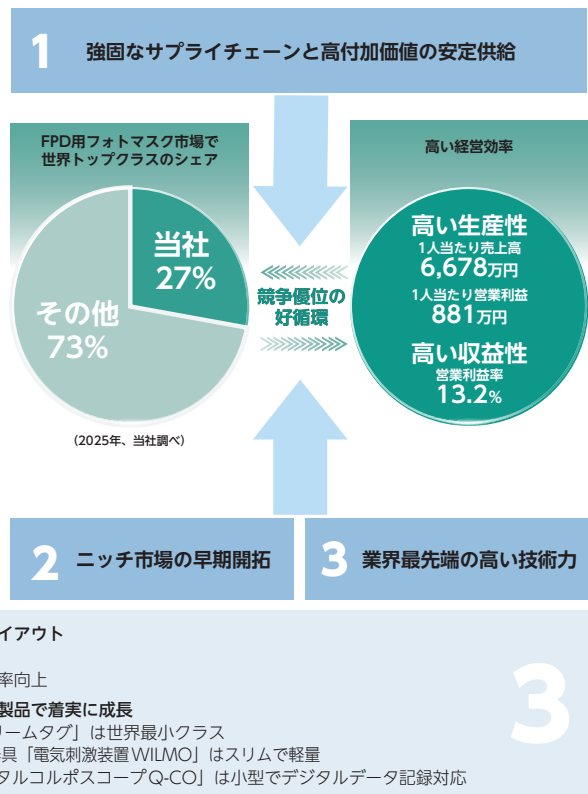 1 強固なサプライチェーンと高付加価値の安定供給
FPD用フォトマスク市場で
世界トップクラスのシェア
当社
27%
その他
73%
(2025年、当社調べ)
競争優位の
好循環
高い経営効率
高い生産性
1人当たり売上高
6,678万円
1人当たり営業利益
881万円
高い収益性
営業利益率
13.2%
2 ニッチ市場の早期開拓
3 業界最先端の高い技術力
イアウト
率向上
製品で着実に成長
リームタグ」は世界最小クラス
具「電気刺激装置WILMO」はスリムで軽量
タルコルポスコープQ-CO」は小型でデジタルデータ記録対応
3